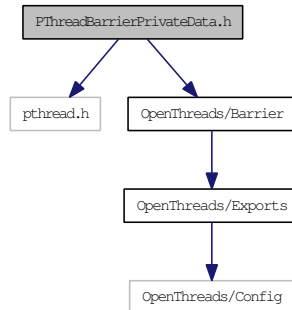 PThreadBarrierPrivateData.h
pthread.h
OpenThreads/Barrier
OpenThreads/Exports
OpenThreads/Config